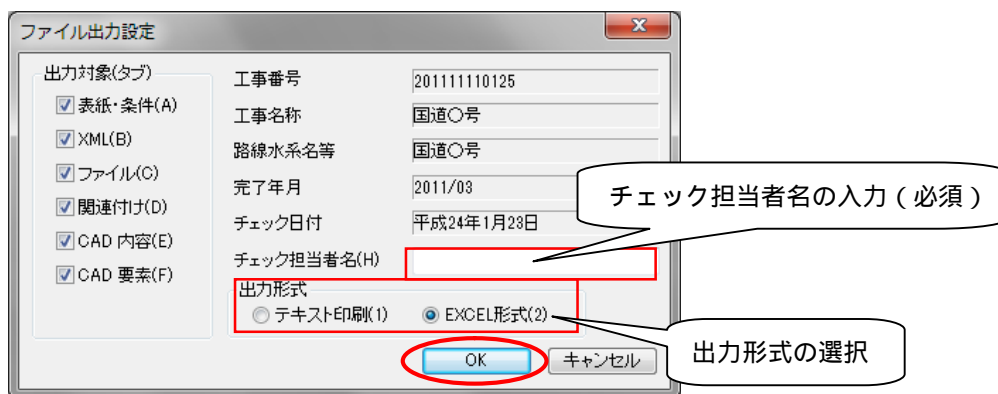 ファイル出力設定
出力対象(タブ)
表紙・条件(A)
XML(B)
ファイル(C)
関連付け(D)
CAD 内容(E)
CAD 要素(F)
工事番号 201111110125
工事名称 国道○号
路線水系名等 国道○号
完了年月 2011/03
チェック日付 平成24年1月23日
チェック担当者名(H)
出力形式
テキスト印刷(1) EXCEL形式(2)
OK キャンセル
チェック担当者名の入力（必須）
出力形式の選択